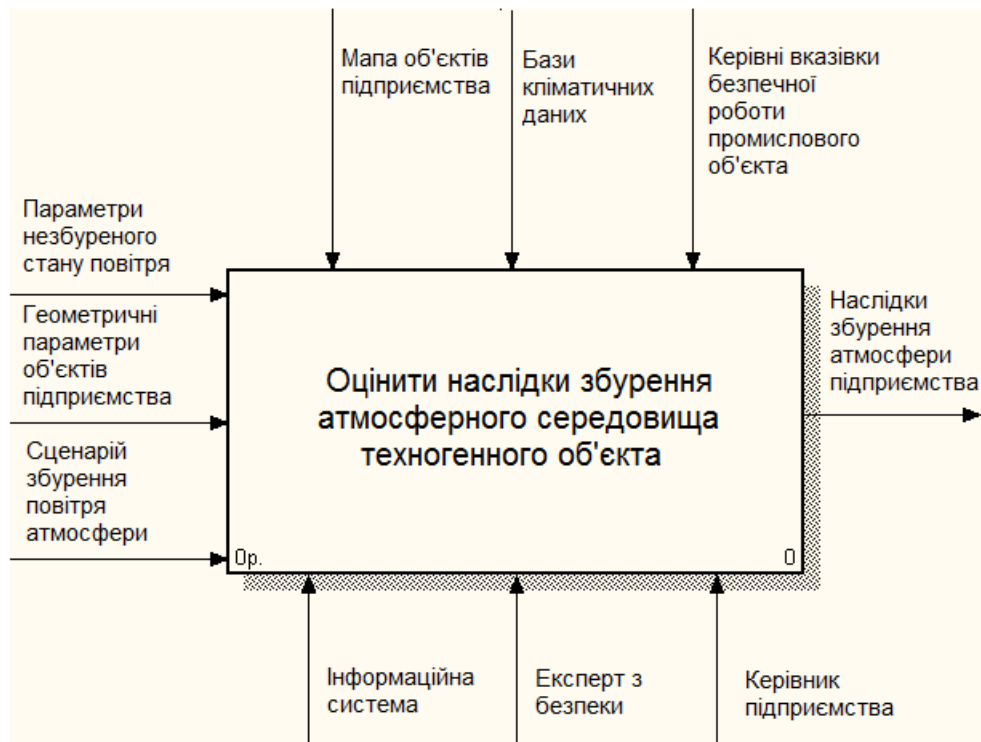 Мапа об'єктів
підприємства
Бази
кліматичних
даних
Керівні вказівки
безпечної
роботи
промислового
об'єкта
Параметри
незбуреного
стану повітря
Геометричні
параметри
об'єктів
підприємства
Сценарій
збурення
повітря
атмосфери
Оцінити наслідки збурення
атмосферного середовища
техногенного об'єкта
0р.
0
Наслідки
збурення
атмосфери
підприємства
Інформаційна
система
Експерт з
безпеки
Керівник
підприємства